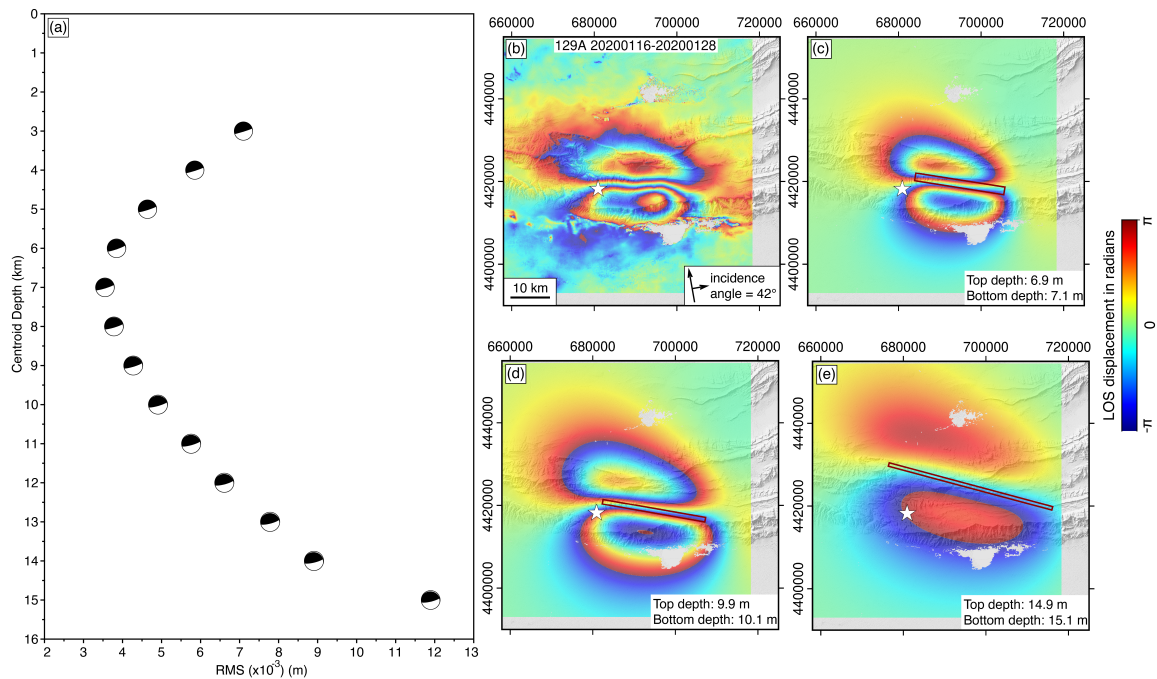 (a)
0
1
2
3
4
5
6
7
8
9
10
11
12
13
14
15
16
Centroid Depth (km)
2 3 4 5 6 7 8 9 10 11 12 13
RMS (x10-3) (m)
660000 680000 700000 720000
(b)
129A 20200116-20200128
4440000
4420000
4400000
10 km
incidence
angle = 42°
660000 680000 700000 720000
(c)
4440000
4420000
4400000
Top depth: 6.9 m
Bottom depth: 7.1 m
660000 680000 700000 720000
(d)
4440000
4420000
4400000
Top depth: 9.9 m
Bottom depth: 10.1 m
660000 680000 700000 720000
(e)
4440000
4420000
4400000
Top depth: 14.9 m
Bottom depth: 15.1 m
π
0
-π
LOS displacement in radians